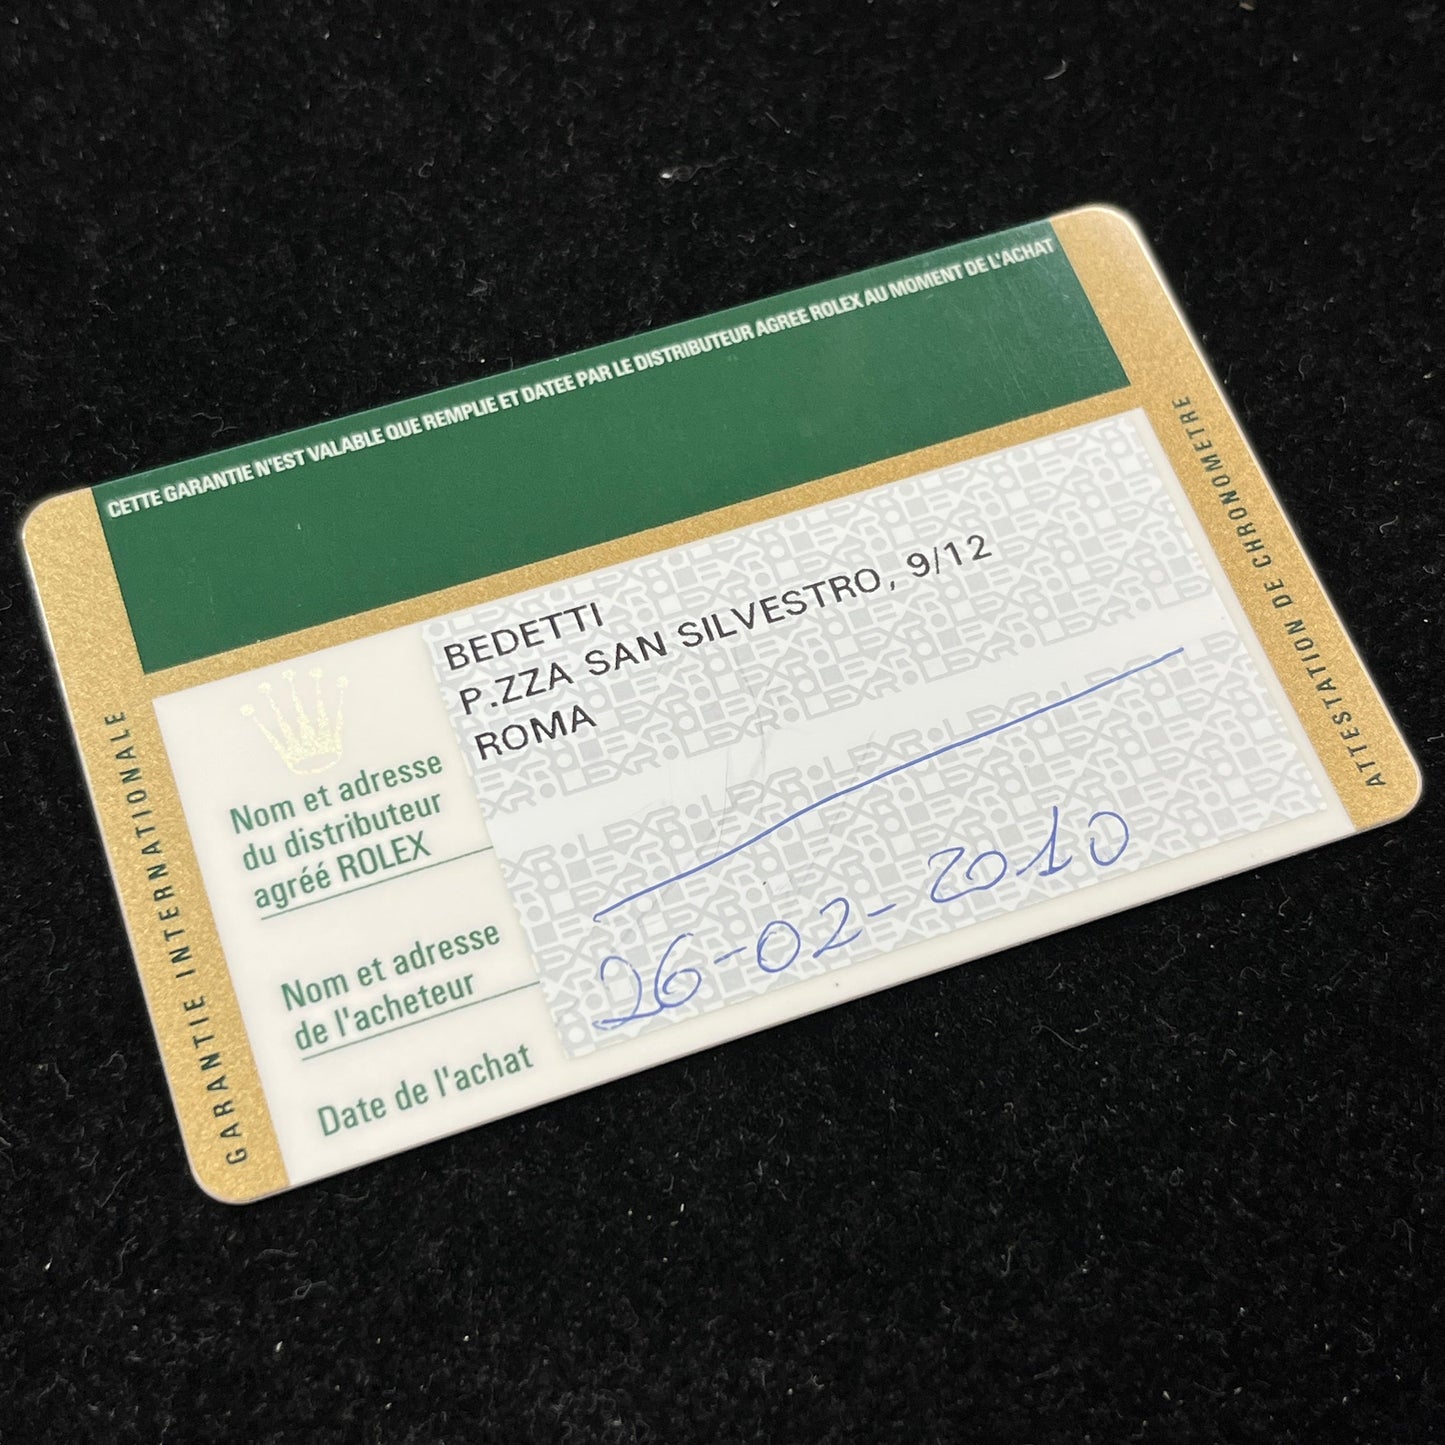 CETTE GARANTIE N'EST VALABLE QUE REMPLIE ET DATEE PAR LE DISTRIBUTEUR AGREE ROLEX AU MOMENT DE L'ACHAT
GARANTIE INTERNATIONALE
Nom et adresse
du distributeur
agréé ROLEX
BEDETTI
P.ZZA SAN SILVESTRO, 9/12
ROMA
Nom et adresse
de l'acheteur
Date de l'achat
26-02-2010
ATTESTATION DE CHRONOMETRE